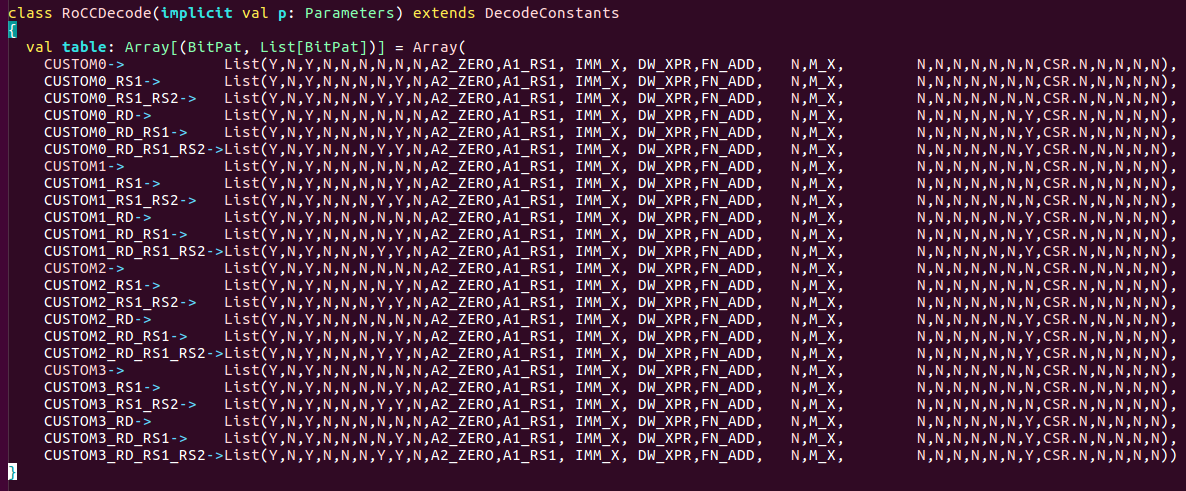 class RoCCDecode(implicit val p: Parameters) extends DecodeConstants
{
  val table: Array[(BitPat, List[BitPat])] = Array(
    CUSTOM0->           List(Y,N,Y,N,N,N,N,N,N,A2_ZERO,A1_RS1, IMM_X, DW_XPR,FN_ADD,   N,M_X,        N,N,N,N,N,N,N,CSR.N,N,N,N,N),
    CUSTOM0_RS1->       List(Y,N,Y,N,N,N,N,Y,N,A2_ZERO,A1_RS1, IMM_X, DW_XPR,FN_ADD,   N,M_X,        N,N,N,N,N,N,N,CSR.N,N,N,N,N),
    CUSTOM0_RS1_RS2->   List(Y,N,Y,N,N,N,Y,Y,N,A2_ZERO,A1_RS1, IMM_X, DW_XPR,FN_ADD,   N,M_X,        N,N,N,N,N,N,N,CSR.N,N,N,N,N),
    CUSTOM0_RD->        List(Y,N,Y,N,N,N,N,N,N,A2_ZERO,A1_RS1, IMM_X, DW_XPR,FN_ADD,   N,M_X,        N,N,N,N,N,N,Y,CSR.N,N,N,N,N),
    CUSTOM0_RD_RS1->    List(Y,N,Y,N,N,N,N,Y,N,A2_ZERO,A1_RS1, IMM_X, DW_XPR,FN_ADD,   N,M_X,        N,N,N,N,N,N,Y,CSR.N,N,N,N,N),
    CUSTOM0_RD_RS1_RS2->List(Y,N,Y,N,N,N,Y,Y,N,A2_ZERO,A1_RS1, IMM_X, DW_XPR,FN_ADD,   N,M_X,        N,N,N,N,N,N,Y,CSR.N,N,N,N,N),
    CUSTOM1->           List(Y,N,Y,N,N,N,N,N,N,A2_ZERO,A1_RS1, IMM_X, DW_XPR,FN_ADD,   N,M_X,        N,N,N,N,N,N,N,CSR.N,N,N,N,N),
    CUSTOM1_RS1->       List(Y,N,Y,N,N,N,N,Y,N,A2_ZERO,A1_RS1, IMM_X, DW_XPR,FN_ADD,   N,M_X,        N,N,N,N,N,N,N,CSR.N,N,N,N,N),
    CUSTOM1_RS1_RS2->   List(Y,N,Y,N,N,N,Y,Y,N,A2_ZERO,A1_RS1, IMM_X, DW_XPR,FN_ADD,   N,M_X,        N,N,N,N,N,N,N,CSR.N,N,N,N,N),
    CUSTOM1_RD->        List(Y,N,Y,N,N,N,N,N,N,A2_ZERO,A1_RS1, IMM_X, DW_XPR,FN_ADD,   N,M_X,        N,N,N,N,N,N,Y,CSR.N,N,N,N,N),
    CUSTOM1_RD_RS1->    List(Y,N,Y,N,N,N,N,Y,N,A2_ZERO,A1_RS1, IMM_X, DW_XPR,FN_ADD,   N,M_X,        N,N,N,N,N,N,Y,CSR.N,N,N,N,N),
    CUSTOM1_RD_RS1_RS2->List(Y,N,Y,N,N,N,Y,Y,N,A2_ZERO,A1_RS1, IMM_X, DW_XPR,FN_ADD,   N,M_X,        N,N,N,N,N,N,Y,CSR.N,N,N,N,N),
    CUSTOM2->           List(Y,N,Y,N,N,N,N,N,N,A2_ZERO,A1_RS1, IMM_X, DW_XPR,FN_ADD,   N,M_X,        N,N,N,N,N,N,N,CSR.N,N,N,N,N),
    CUSTOM2_RS1->       List(Y,N,Y,N,N,N,N,Y,N,A2_ZERO,A1_RS1, IMM_X, DW_XPR,FN_ADD,   N,M_X,        N,N,N,N,N,N,N,CSR.N,N,N,N,N),
    CUSTOM2_RS1_RS2->   List(Y,N,Y,N,N,N,Y,Y,N,A2_ZERO,A1_RS1, IMM_X, DW_XPR,FN_ADD,   N,M_X,        N,N,N,N,N,N,N,CSR.N,N,N,N,N),
    CUSTOM2_RD->        List(Y,N,Y,N,N,N,N,N,N,A2_ZERO,A1_RS1, IMM_X, DW_XPR,FN_ADD,   N,M_X,        N,N,N,N,N,N,Y,CSR.N,N,N,N,N),
    CUSTOM2_RD_RS1->    List(Y,N,Y,N,N,N,N,Y,N,A2_ZERO,A1_RS1, IMM_X, DW_XPR,FN_ADD,   N,M_X,        N,N,N,N,N,N,Y,CSR.N,N,N,N,N),
    CUSTOM2_RD_RS1_RS2->List(Y,N,Y,N,N,N,Y,Y,N,A2_ZERO,A1_RS1, IMM_X, DW_XPR,FN_ADD,   N,M_X,        N,N,N,N,N,N,Y,CSR.N,N,N,N,N),
    CUSTOM3->           List(Y,N,Y,N,N,N,N,N,N,A2_ZERO,A1_RS1, IMM_X, DW_XPR,FN_ADD,   N,M_X,        N,N,N,N,N,N,N,CSR.N,N,N,N,N),
    CUSTOM3_RS1->       List(Y,N,Y,N,N,N,N,Y,N,A2_ZERO,A1_RS1, IMM_X, DW_XPR,FN_ADD,   N,M_X,        N,N,N,N,N,N,N,CSR.N,N,N,N,N),
    CUSTOM3_RS1_RS2->   List(Y,N,Y,N,N,N,Y,Y,N,A2_ZERO,A1_RS1, IMM_X, DW_XPR,FN_ADD,   N,M_X,        N,N,N,N,N,N,N,CSR.N,N,N,N,N),
    CUSTOM3_RD->        List(Y,N,Y,N,N,N,N,N,N,A2_ZERO,A1_RS1, IMM_X, DW_XPR,FN_ADD,   N,M_X,        N,N,N,N,N,N,Y,CSR.N,N,N,N,N),
    CUSTOM3_RD_RS1->    List(Y,N,Y,N,N,N,N,Y,N,A2_ZERO,A1_RS1, IMM_X, DW_XPR,FN_ADD,   N,M_X,        N,N,N,N,N,N,Y,CSR.N,N,N,N,N),
    CUSTOM3_RD_RS1_RS2->List(Y,N,Y,N,N,N,Y,Y,N,A2_ZERO,A1_RS1, IMM_X, DW_XPR,FN_ADD,   N,M_X,        N,N,N,N,N,N,Y,CSR.N,N,N,N,N))
}